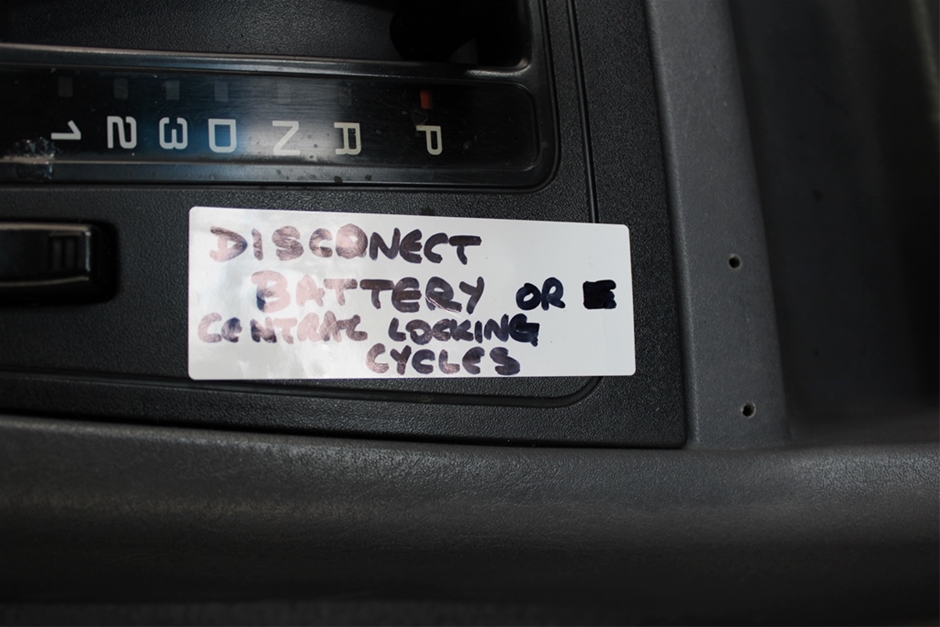 1 2 3 D N R P
DISCONECT
BATTERY OR
CENTRAL LOCKING
CYCLES